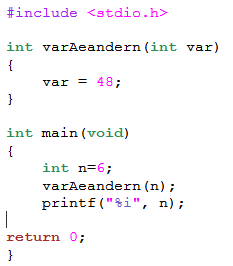 #include <stdio.h>
int varAeandern(int var)
{
var = 48;
}
int main(void)
{
int n=6;
varAeandern(n);
printf("%i", n);
return 0;
}